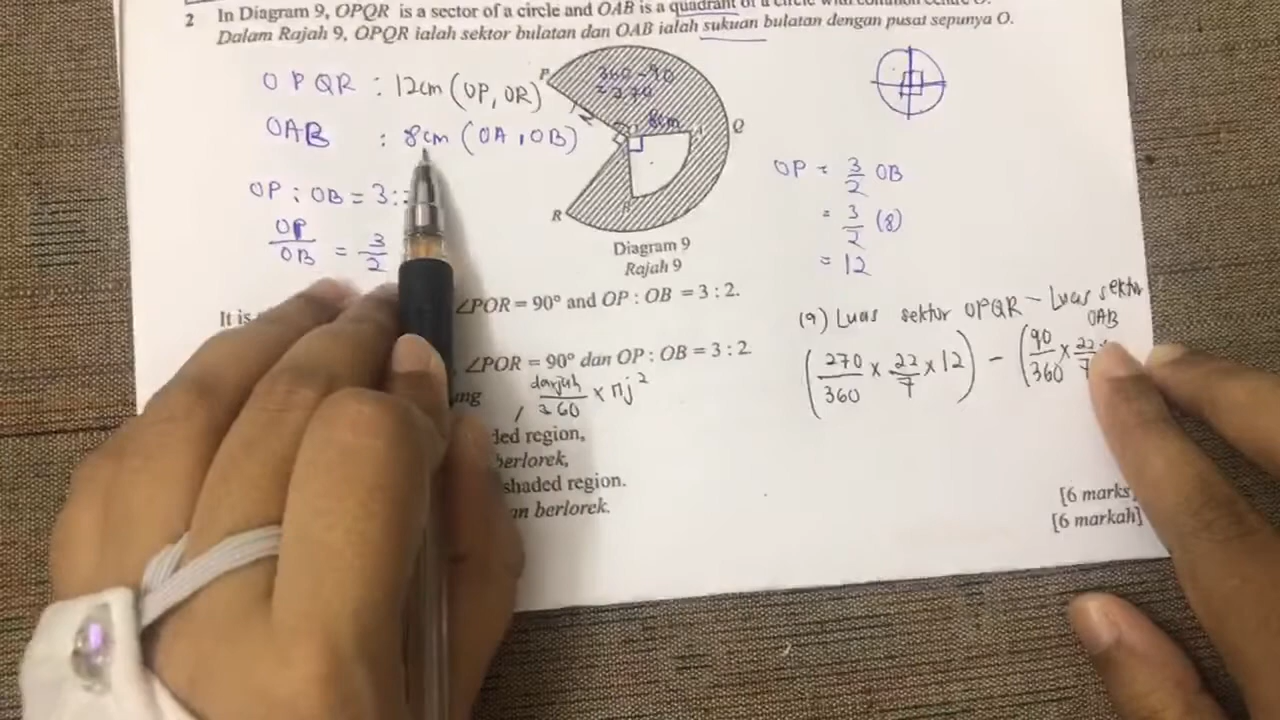 2 In Diagram 9, OPQR is a sector of a circle and OAB is a quadrant of a circle with common centre O.
Dalam Rajah 9, OPQR ialah sektor bulatan dan OAB ialah sukuan bulatan dengan pusat sepunya O.
OPQR : 12cm (OP, OR)
OAB : 8cm (OA, OB)
OP : OB = 3:
OP/OB = 3/2
P
360 - 90
= 270
8cm
Q
R
Diagram 9
Rajah 9
OP = 3/2 OB
= 3/2 (8)
= 12
It is
∠POR = 90° and OP : OB = 3 : 2.
∠POR = 90° dan OP : OB = 3 : 2
darjah/360 × πj²
ded region,
berlorek,
shaded region.
an berlorek.
(a) Luas sektor OPQR - Luas sektor OAB
(270/360 × 22/7 × 12) - (90/360 × 22/7
[6 marks]
[6 markah]